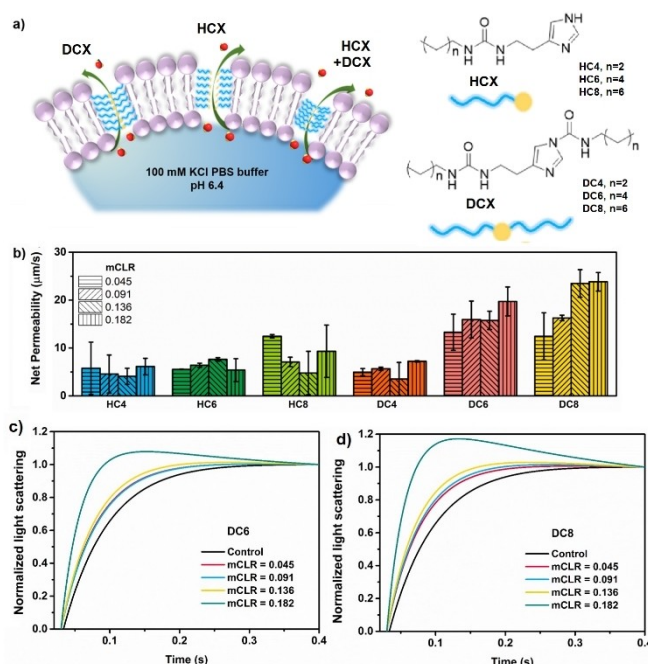 a)
DCX
HCX
HCX
+DCX
100 mM KCl PBS buffer
pH 6.4
O
NH
N
H
N
H
N
n
HCX
HC4, n=2
HC6, n=4
HC8, n=6
O
N
H
N
H
N
N
O
N
H
n
n
DCX
DC4, n=2
DC6, n=4
DC8, n=6
b)
Net Permeability (μm/s)
30
20
10
0
mCLR
0.045
0.091
0.136
0.182
HC4
HC6
HC8
DC4
DC6
DC8
c)
Normalized light scattering
1.2
1.0
0.8
0.6
0.4
0.2
0.0
DC6
Control
mCLR = 0.045
mCLR = 0.091
mCLR = 0.136
mCLR = 0.182
0.1
0.2
0.3
0.4
Time (s)
d)
Normalized light scattering
1.2
1.0
0.8
0.6
0.4
0.2
0.0
DC8
Control
mCLR = 0.045
mCLR = 0.091
mCLR = 0.136
mCLR = 0.182
0.1
0.2
0.3
0.4
Time (s)